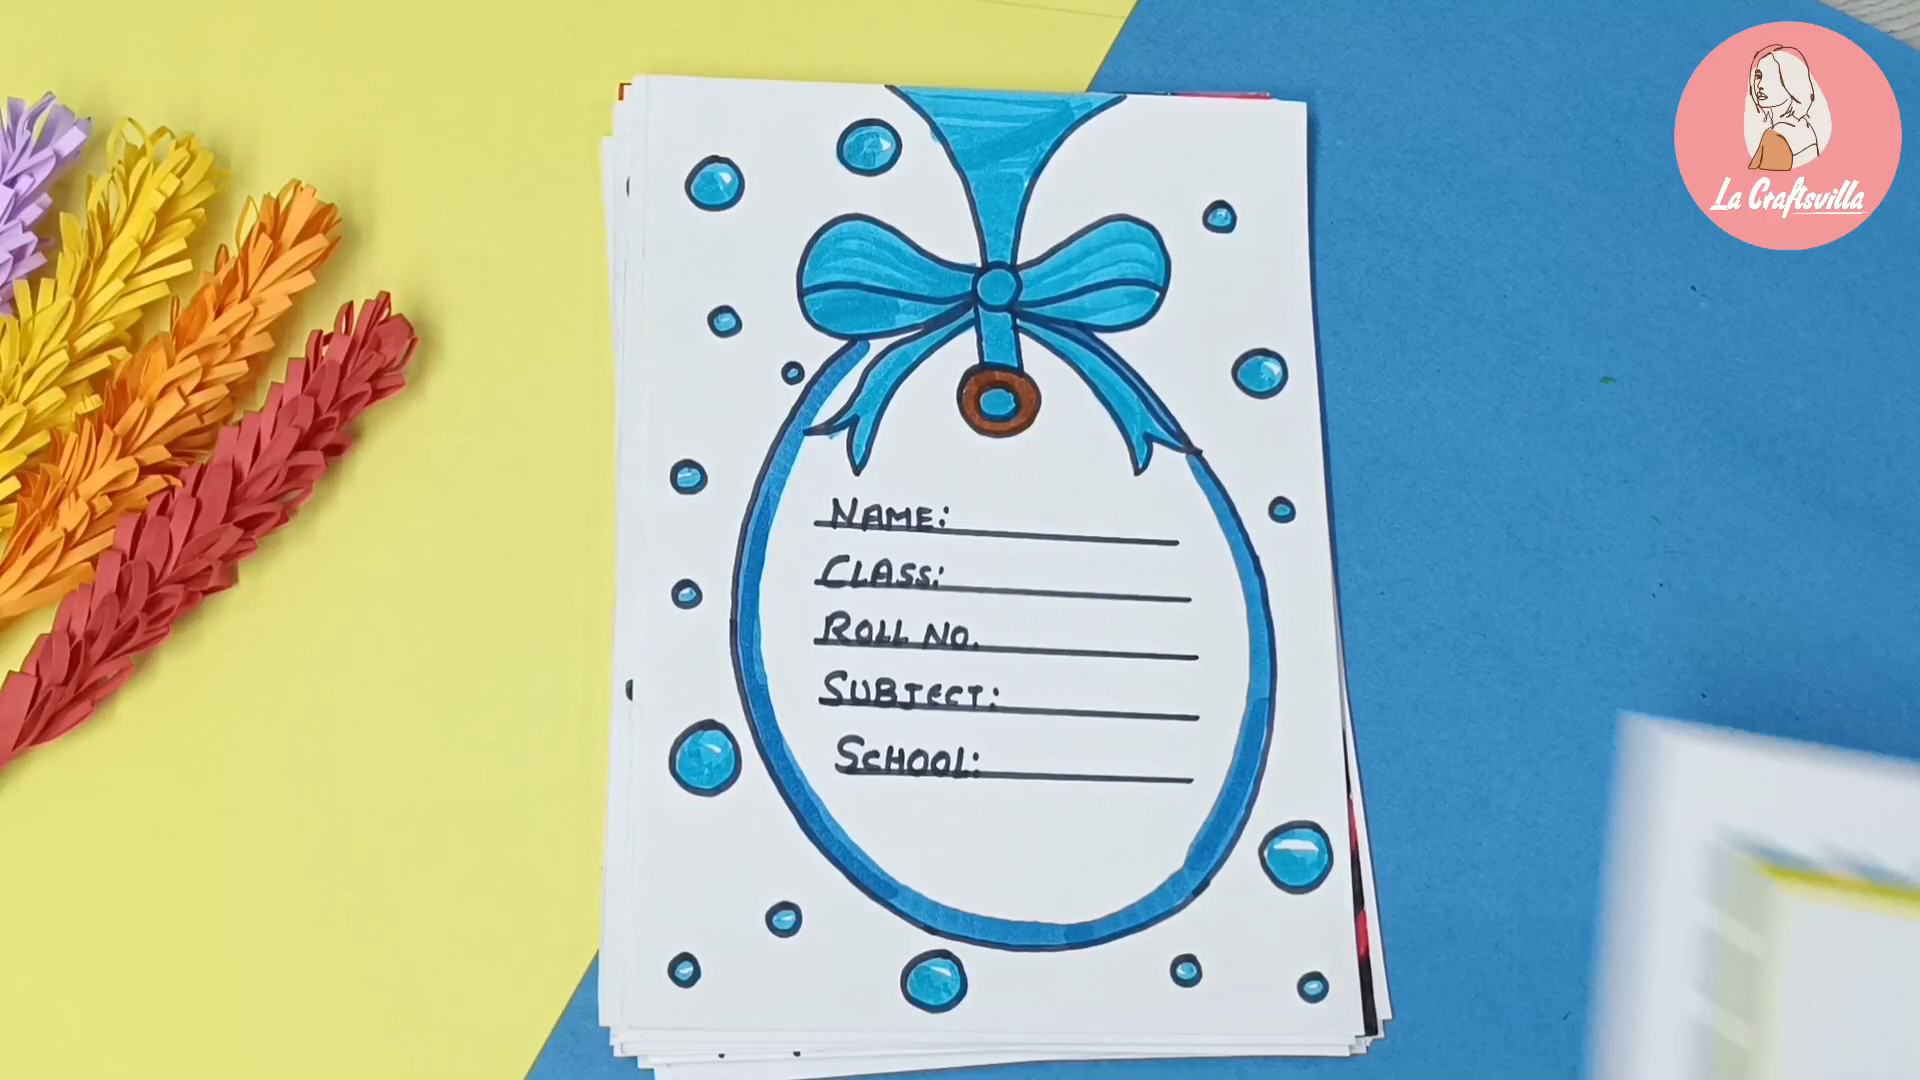 La Craftsvilla
NAME:
CLASS:
ROLL NO.
SUBJECT:
SCHOOL: